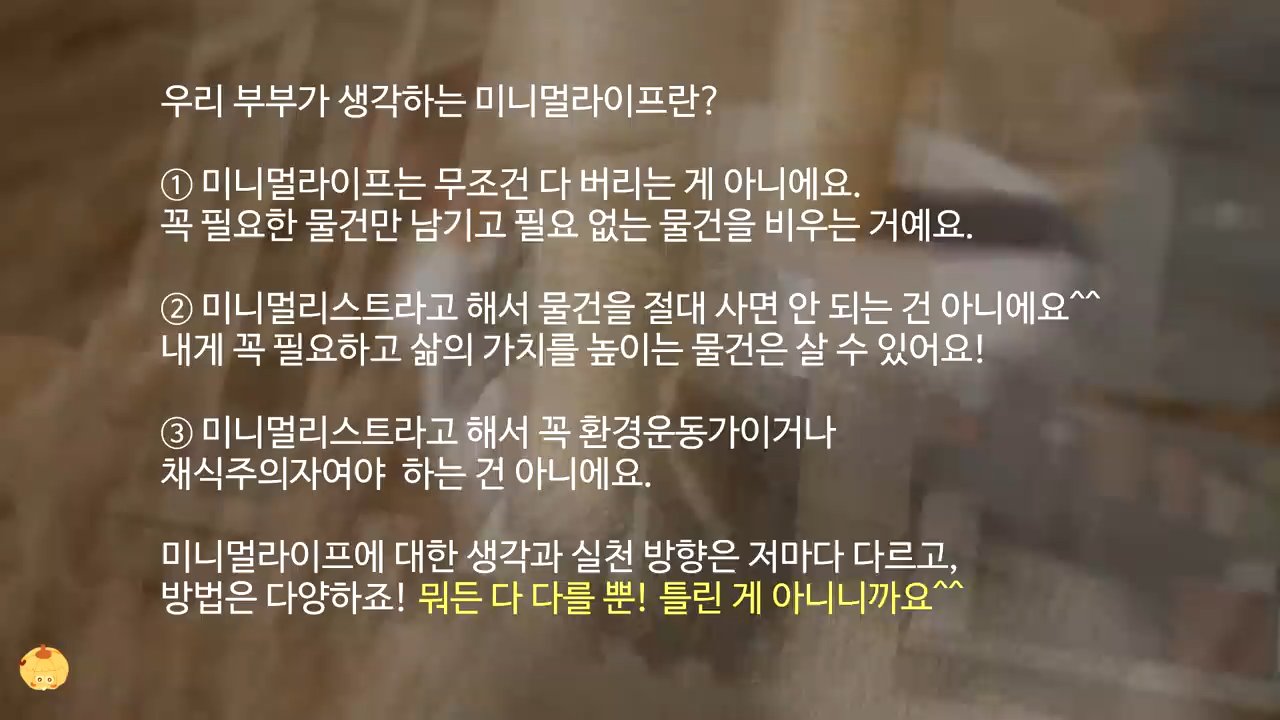 우리 부부가 생각하는 미니멀라이프란?
① 미니멀라이프는 무조건 다 버리는 게 아니에요.
꼭 필요한 물건만 남기고 필요 없는 물건을 비우는 거예요.
② 미니멀리스트라고 해서 물건을 절대 사면 안 되는 건 아니에요^^
내게 꼭 필요하고 삶의 가치를 높이는 물건은 살 수 있어요!
③ 미니멀리스트라고 해서 꼭 환경운동가이거나
채식주의자여야 하는 건 아니에요.
미니멀라이프에 대한 생각과 실천 방향은 저마다 다르고,
방법은 다양하죠! 뭐든 다 다를 뿐! 틀린 게 아니니까요^^